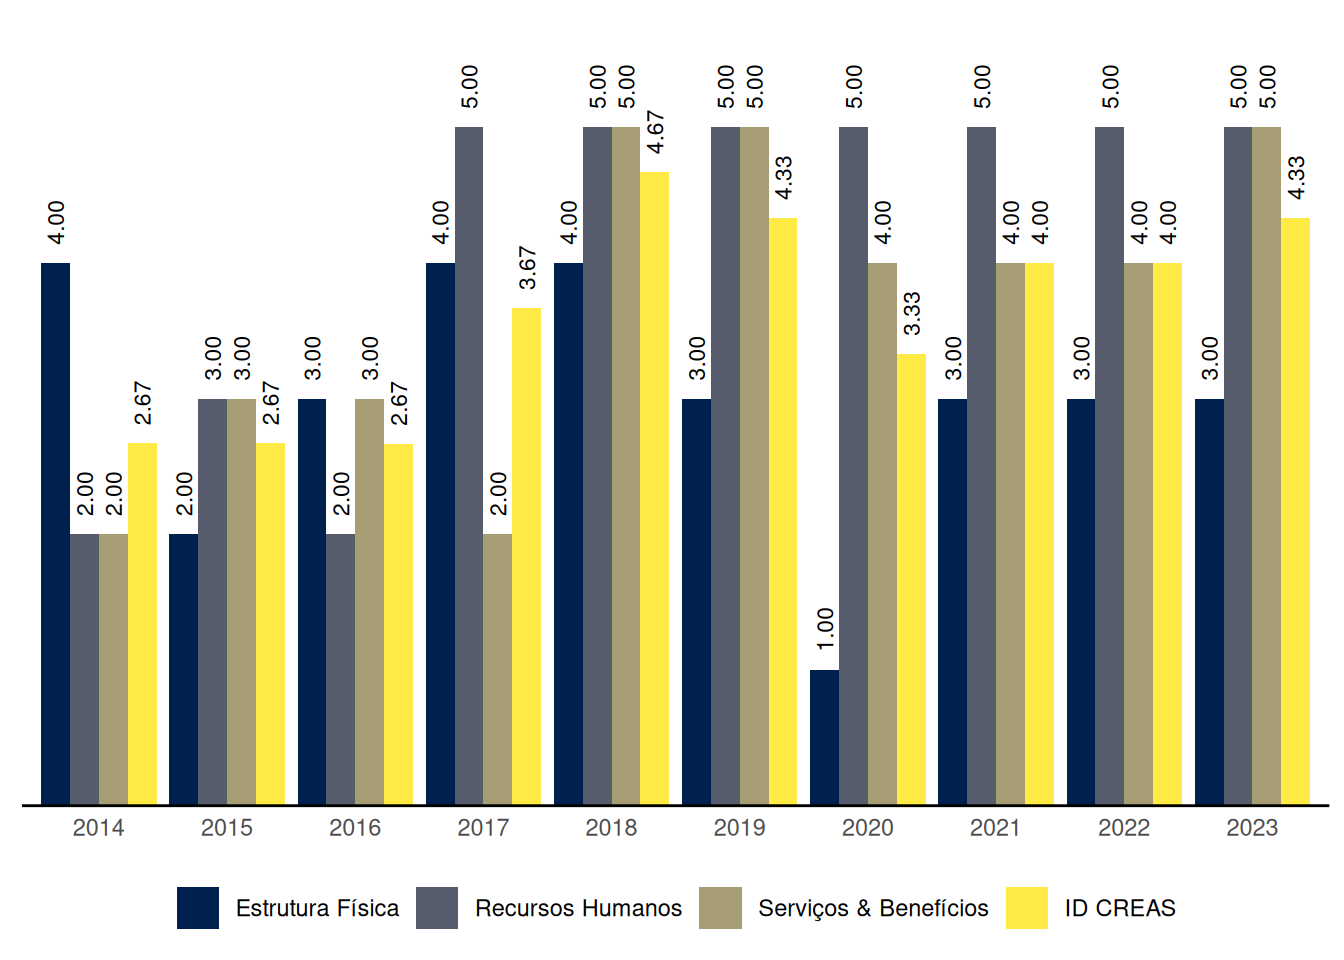 4.00 2.00 2.00 2.67
2.00 3.00 3.00 2.67
3.00 2.00 3.00 2.67
4.00 5.00 2.00 3.67
4.00 5.00 5.00 4.67
3.00 5.00 5.00 4.33
1.00 5.00 4.00 3.33
3.00 5.00 4.00 4.00
3.00 5.00 4.00 4.00
3.00 5.00 5.00 4.33
2014 2015 2016 2017 2018 2019 2020 2021 2022 2023
Estrutura Física Recursos Humanos Serviços & Benefícios ID CREAS